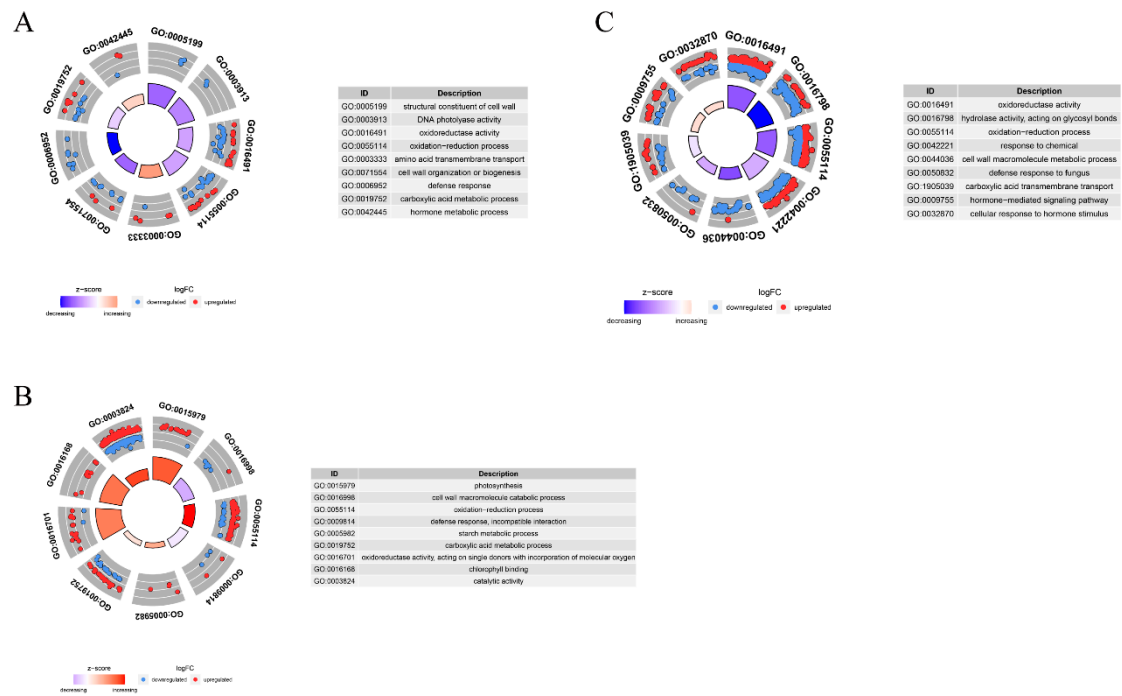 A
GO:0005199
GO:0003913
GO:0016491
GO:0055114
GO:0003333
GO:0071554
GO:0006952
GO:0019752
GO:0042445
ID Description
GO:0005199 structural constituent of cell wall
GO:0003913 DNA photolyase activity
GO:0016491 oxidoreductase activity
GO:0055114 oxidation-reduction process
GO:0003333 amino acid transmembrane transport
GO:0071554 cell wall organization or biogenesis
GO:0006952 defense response
GO:0019752 carboxylic acid metabolic process
GO:0042445 hormone metabolic process
z-score logFC
downregulated upregulated
decreasing increasing
C
GO:0016491
GO:0016798
GO:0055114
GO:0042221
GO:0044036
GO:0050832
GO:1905039
GO:0009755
GO:0032870
ID Description
GO:0016491 oxidoreductase activity
GO:0016798 hydrolase activity, acting on glycosyl bonds
GO:0055114 oxidation-reduction process
GO:0042221 response to chemical
GO:0044036 cell wall macromolecule metabolic process
GO:0050832 defense response to fungus
GO:1905039 carboxylic acid transmembrane transport
GO:0009755 hormone-mediated signaling pathway
GO:0032870 cellular response to hormone stimulus
z-score logFC
downregulated upregulated
decreasing increasing
B
GO:0015979
GO:0016998
GO:0055114
GO:0009814
GO:0005982
GO:0019752
GO:0016701
GO:0016168
GO:0003824
ID Description
GO:0015979 photosynthesis
GO:0016998 cell wall macromolecule catabolic process
GO:0055114 oxidation-reduction process
GO:0009814 defense response, incompetible interaction
GO:0005982 starch metabolic process
GO:0019752 carboxylic acid metabolic process
GO:0016701 oxidoreductase activity, acting on single donors with incorporation of molecular oxygen
GO:0016168 chlorophyll binding
GO:0003824 catalytic activity
z-score logFC
downregulated upregulated
decreasing increasing